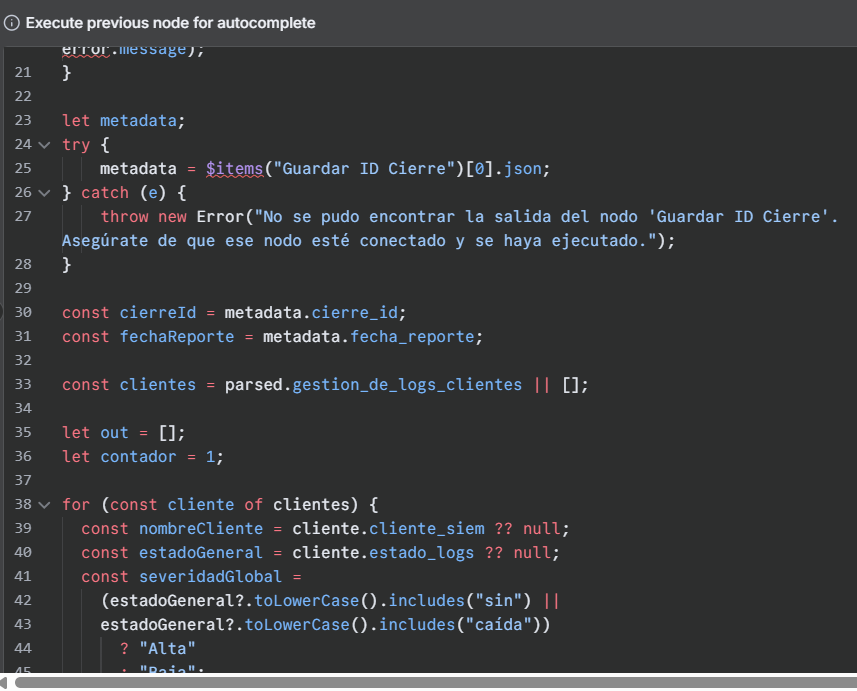 Execute previous node for autocomplete
error.message);
21 }
22
23 let metadata;
24 try {
25 metadata = $items("Guardar ID Cierre")[0].json;
26 } catch (e) {
27 throw new Error("No se pudo encontrar la salida del nodo 'Guardar ID Cierre'.
Asegúrate de que ese nodo esté conectado y se haya ejecutado.");
28 }
29
30 const cierreId = metadata.cierre_id;
31 const fechaReporte = metadata.fecha_reporte;
32
33 const clientes = parsed.gestion_de_logs_clientes || [];
34
35 let out = [];
36 let contador = 1;
37
38 for (const cliente of clientes) {
39 const nombreCliente = cliente.cliente_siem ?? null;
40 const estadoGeneral = cliente.estado_logs ?? null;
41 const severidadGlobal =
42 (estadoGeneral?.toLowerCase().includes("sin") ||
43 estadoGeneral?.toLowerCase().includes("caída"))
44 ? "Alta"
45 : "Baja";